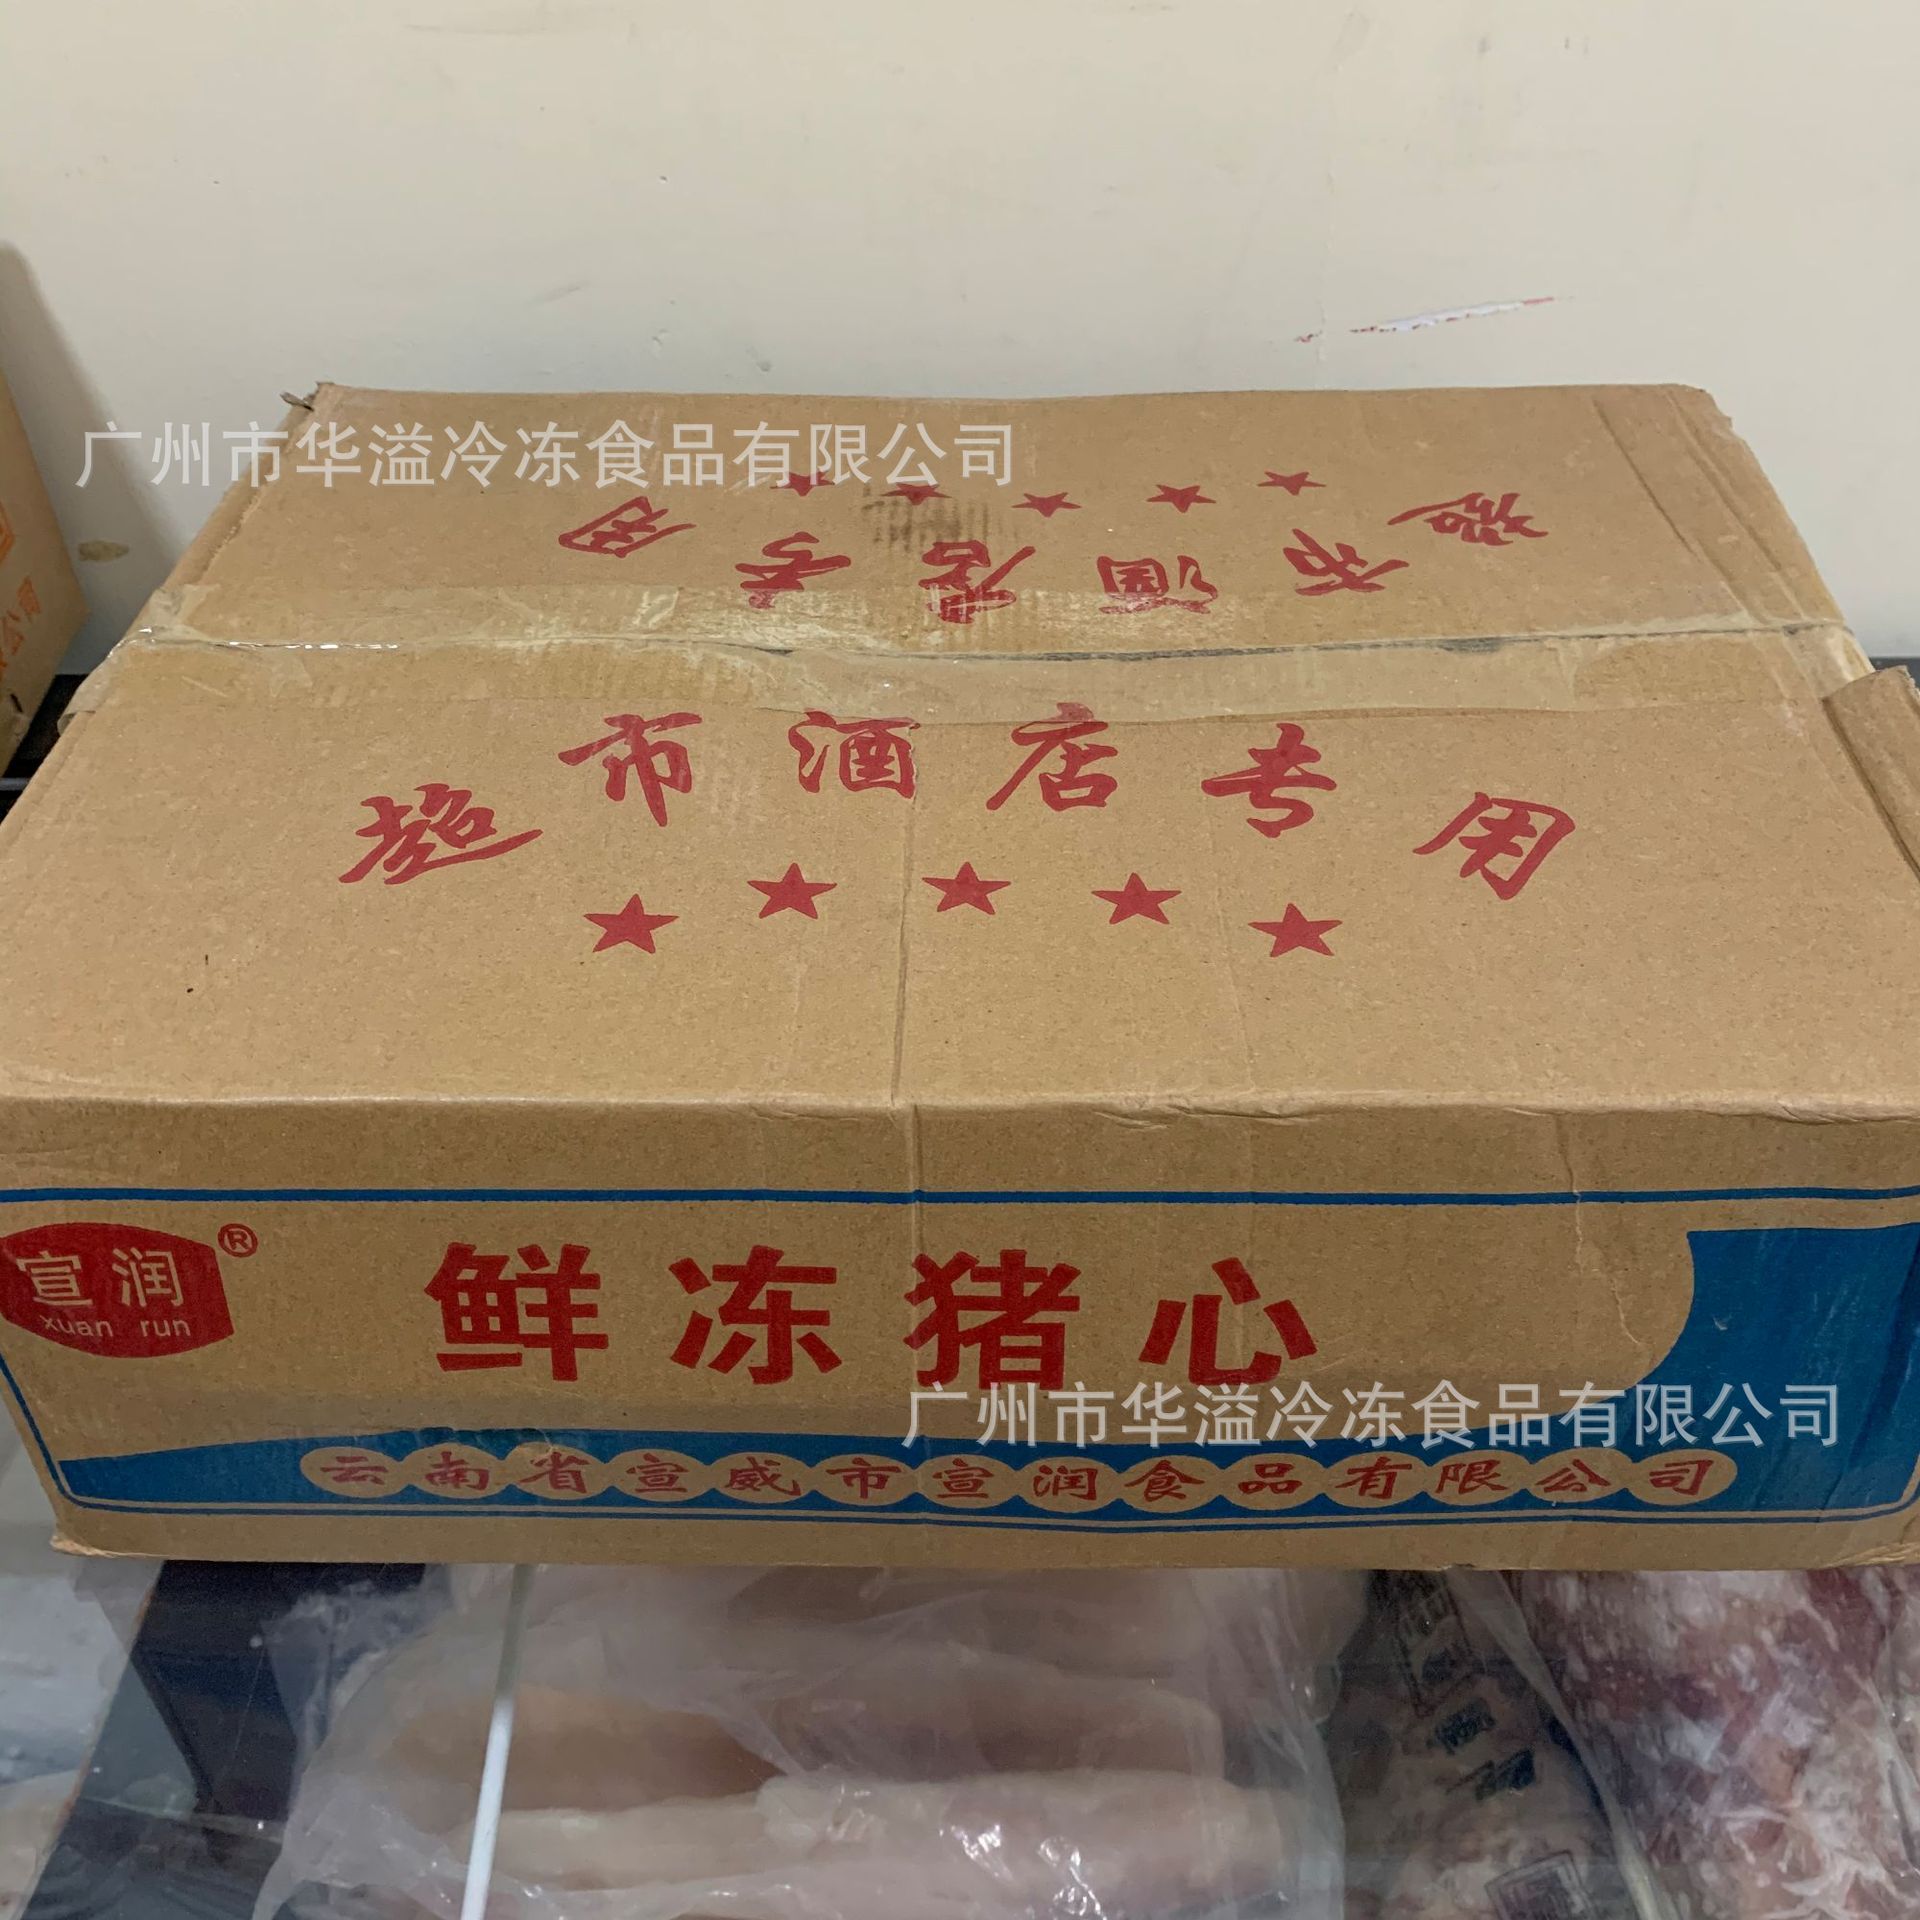 广州市华溢冷冻食品有限公司
超市酒店专用
超市酒店专用
宣润®
xuan run
鲜冻猪心
广州市华溢冷冻食品有限公司
云南省宣威市宣润食品有限公司